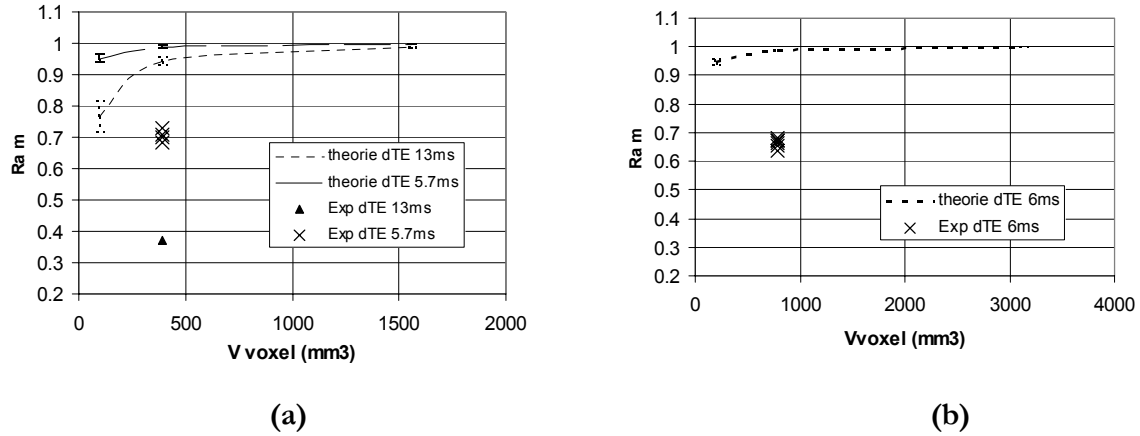 1.1
1
0.9
0.8
0.7
0.6
0.5
0.4
0.3
0.2
Ra m
theorie dTE 13ms
theorie dTE 5.7ms
Exp dTE 13ms
Exp dTE 5.7ms
0 500 1000 1500 2000
V voxel (mm3)
(a)
1.1
1
0.9
0.8
0.7
0.6
0.5
0.4
0.3
0.2
Ra m
theorie dTE 6ms
Exp dTE 6ms
0 1000 2000 3000 4000
Vvoxel (mm3)
(b)